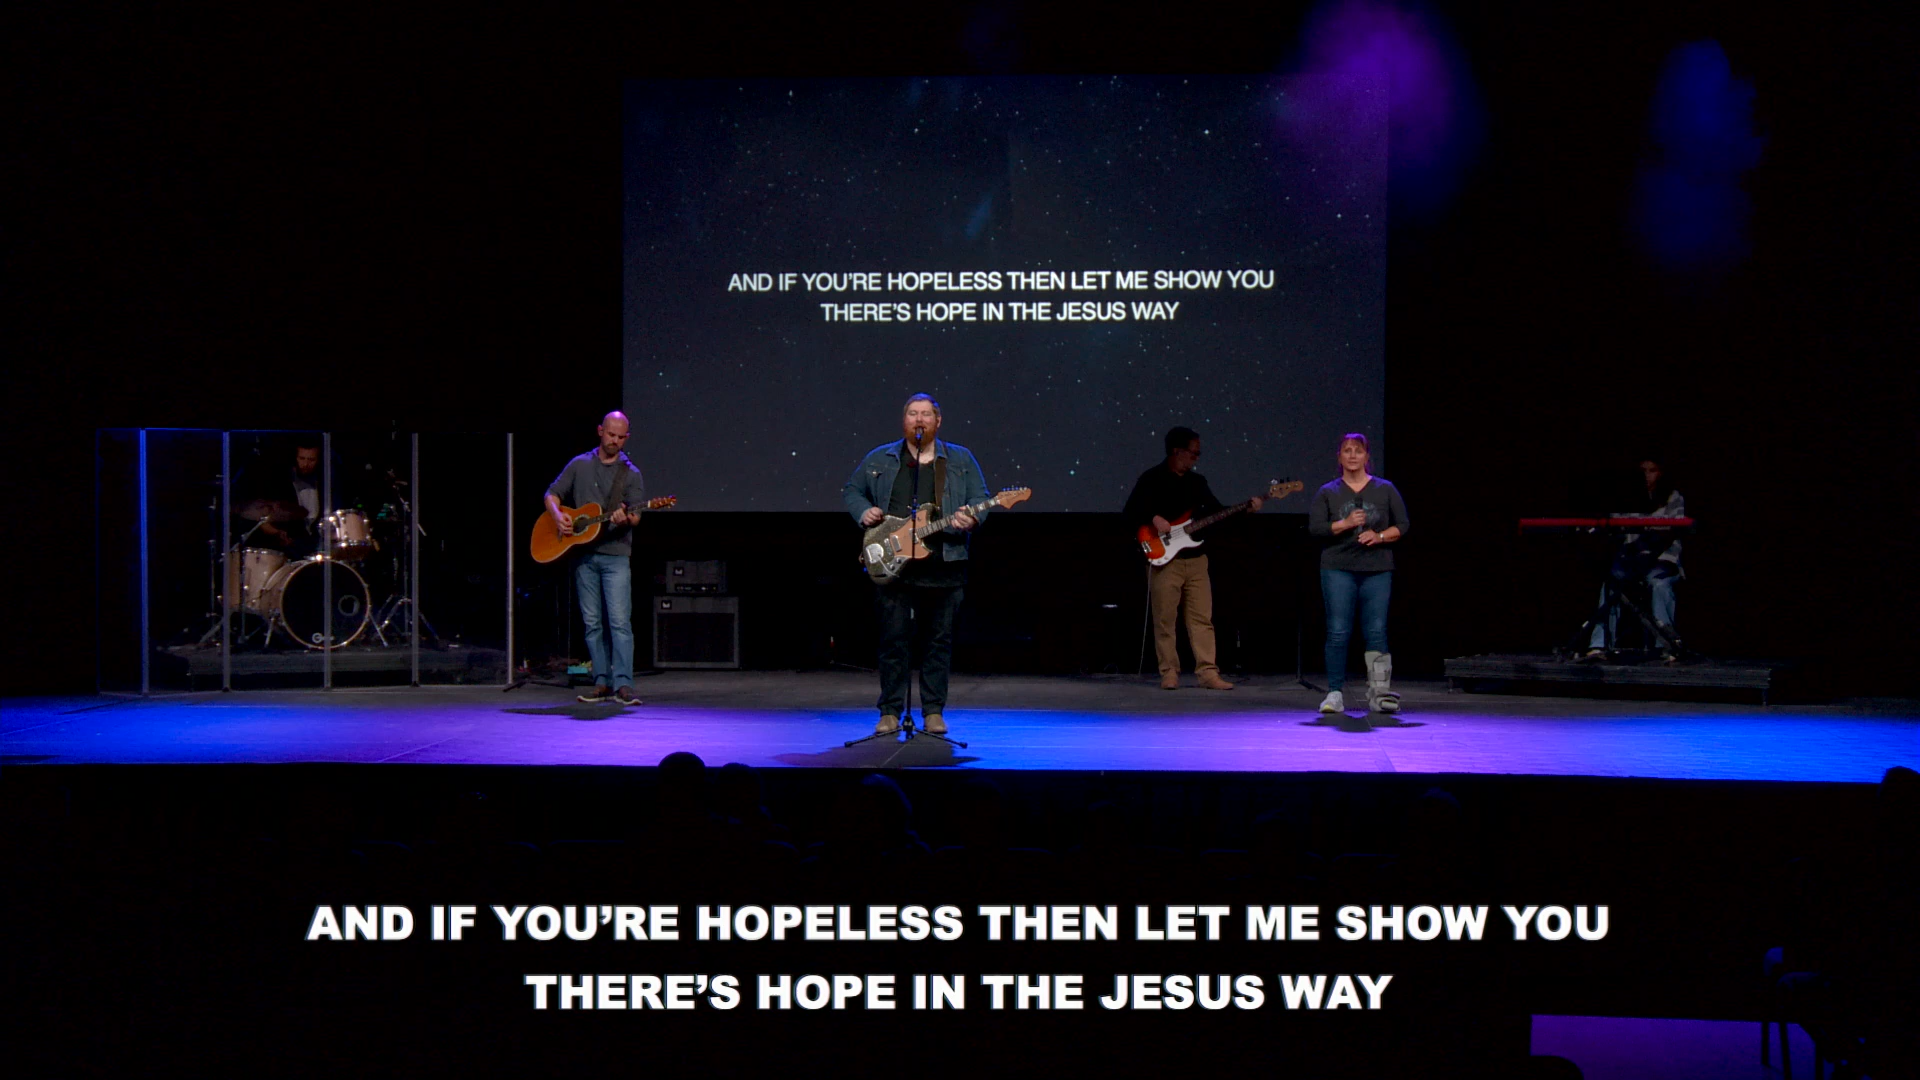 AND IF YOU'RE HOPELESS THEN LET ME SHOW YOU
THERE'S HOPE IN THE JESUS WAY
AND IF YOU'RE HOPELESS THEN LET ME SHOW YOU
THERE'S HOPE IN THE JESUS WAY